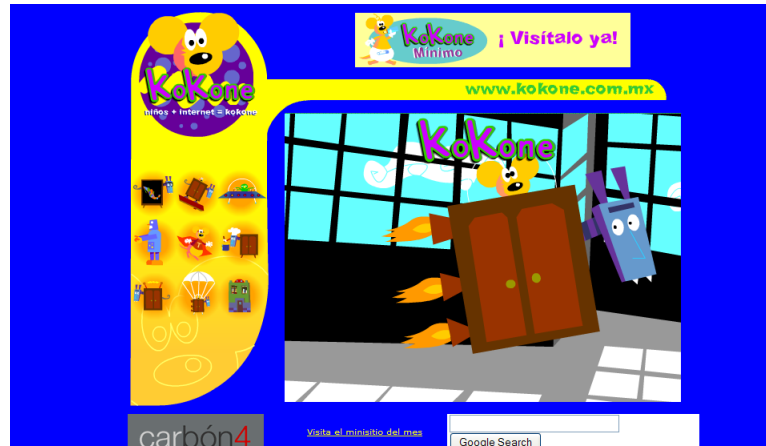 KoKone
niños + internet = kokone
KoKone
Mínimo
¡ Visítalo ya!
www.kokone.com.mx
KoKone
carbón4
Visita el minisitio del mes
Google Search